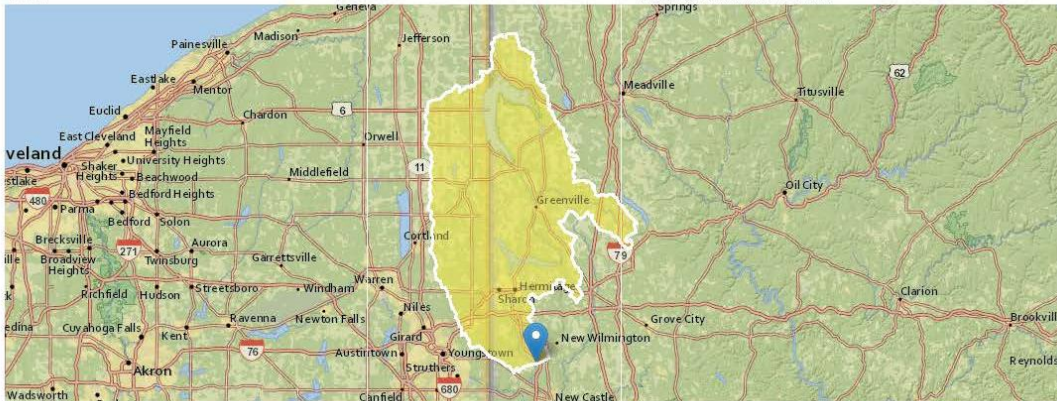 Geneva
Springs
Madison
Jefferson
Painesville
Eastlake
Mentor
Meadville
62
Titusville
Euclid
6
Chardon
East Cleveland
Mayfield
Heights
Orwell
veland
University Heights
11
stlake
Shaker
Heights
Beachwood
Middlefield
480
Bedford Heights
Oil City
Parma
Bedford
Solon
Greenville
Brecksville
271
Aurora
Cortland
79
ille
Broadview
Heights
Twinsburg
Garrettsville
Richfield
Hudson
Streetsboro
Windham
Warren
Hermitage
Sharon
Clarion
edina
Cuyahoga Falls
Kent
Ravenna
Newton Falls
Niles
Girard
Grove City
Brookville
76
Austintown
Youngstown
New Wilmington
Akron
Struthers
Reynolds
680
Wadsworth
Canfield
New Castle